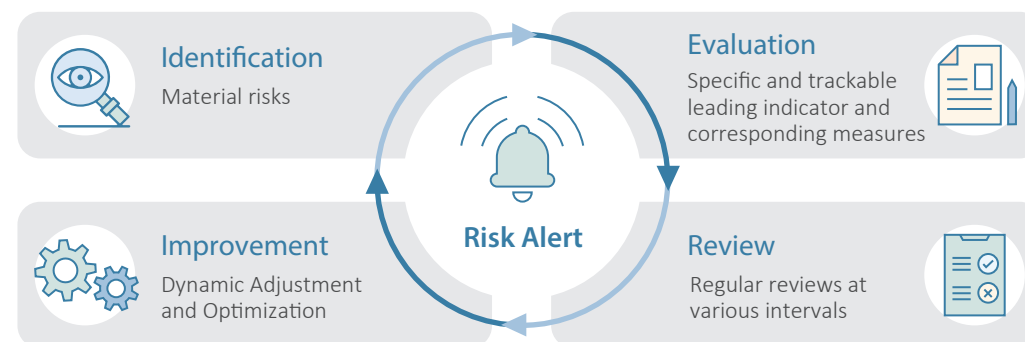 Identification
Material risks
Evaluation
Specific and trackable
leading indicator and
corresponding measures
Risk Alert
Improvement
Dynamic Adjustment
and Optimization
Review
Regular reviews at
various intervals